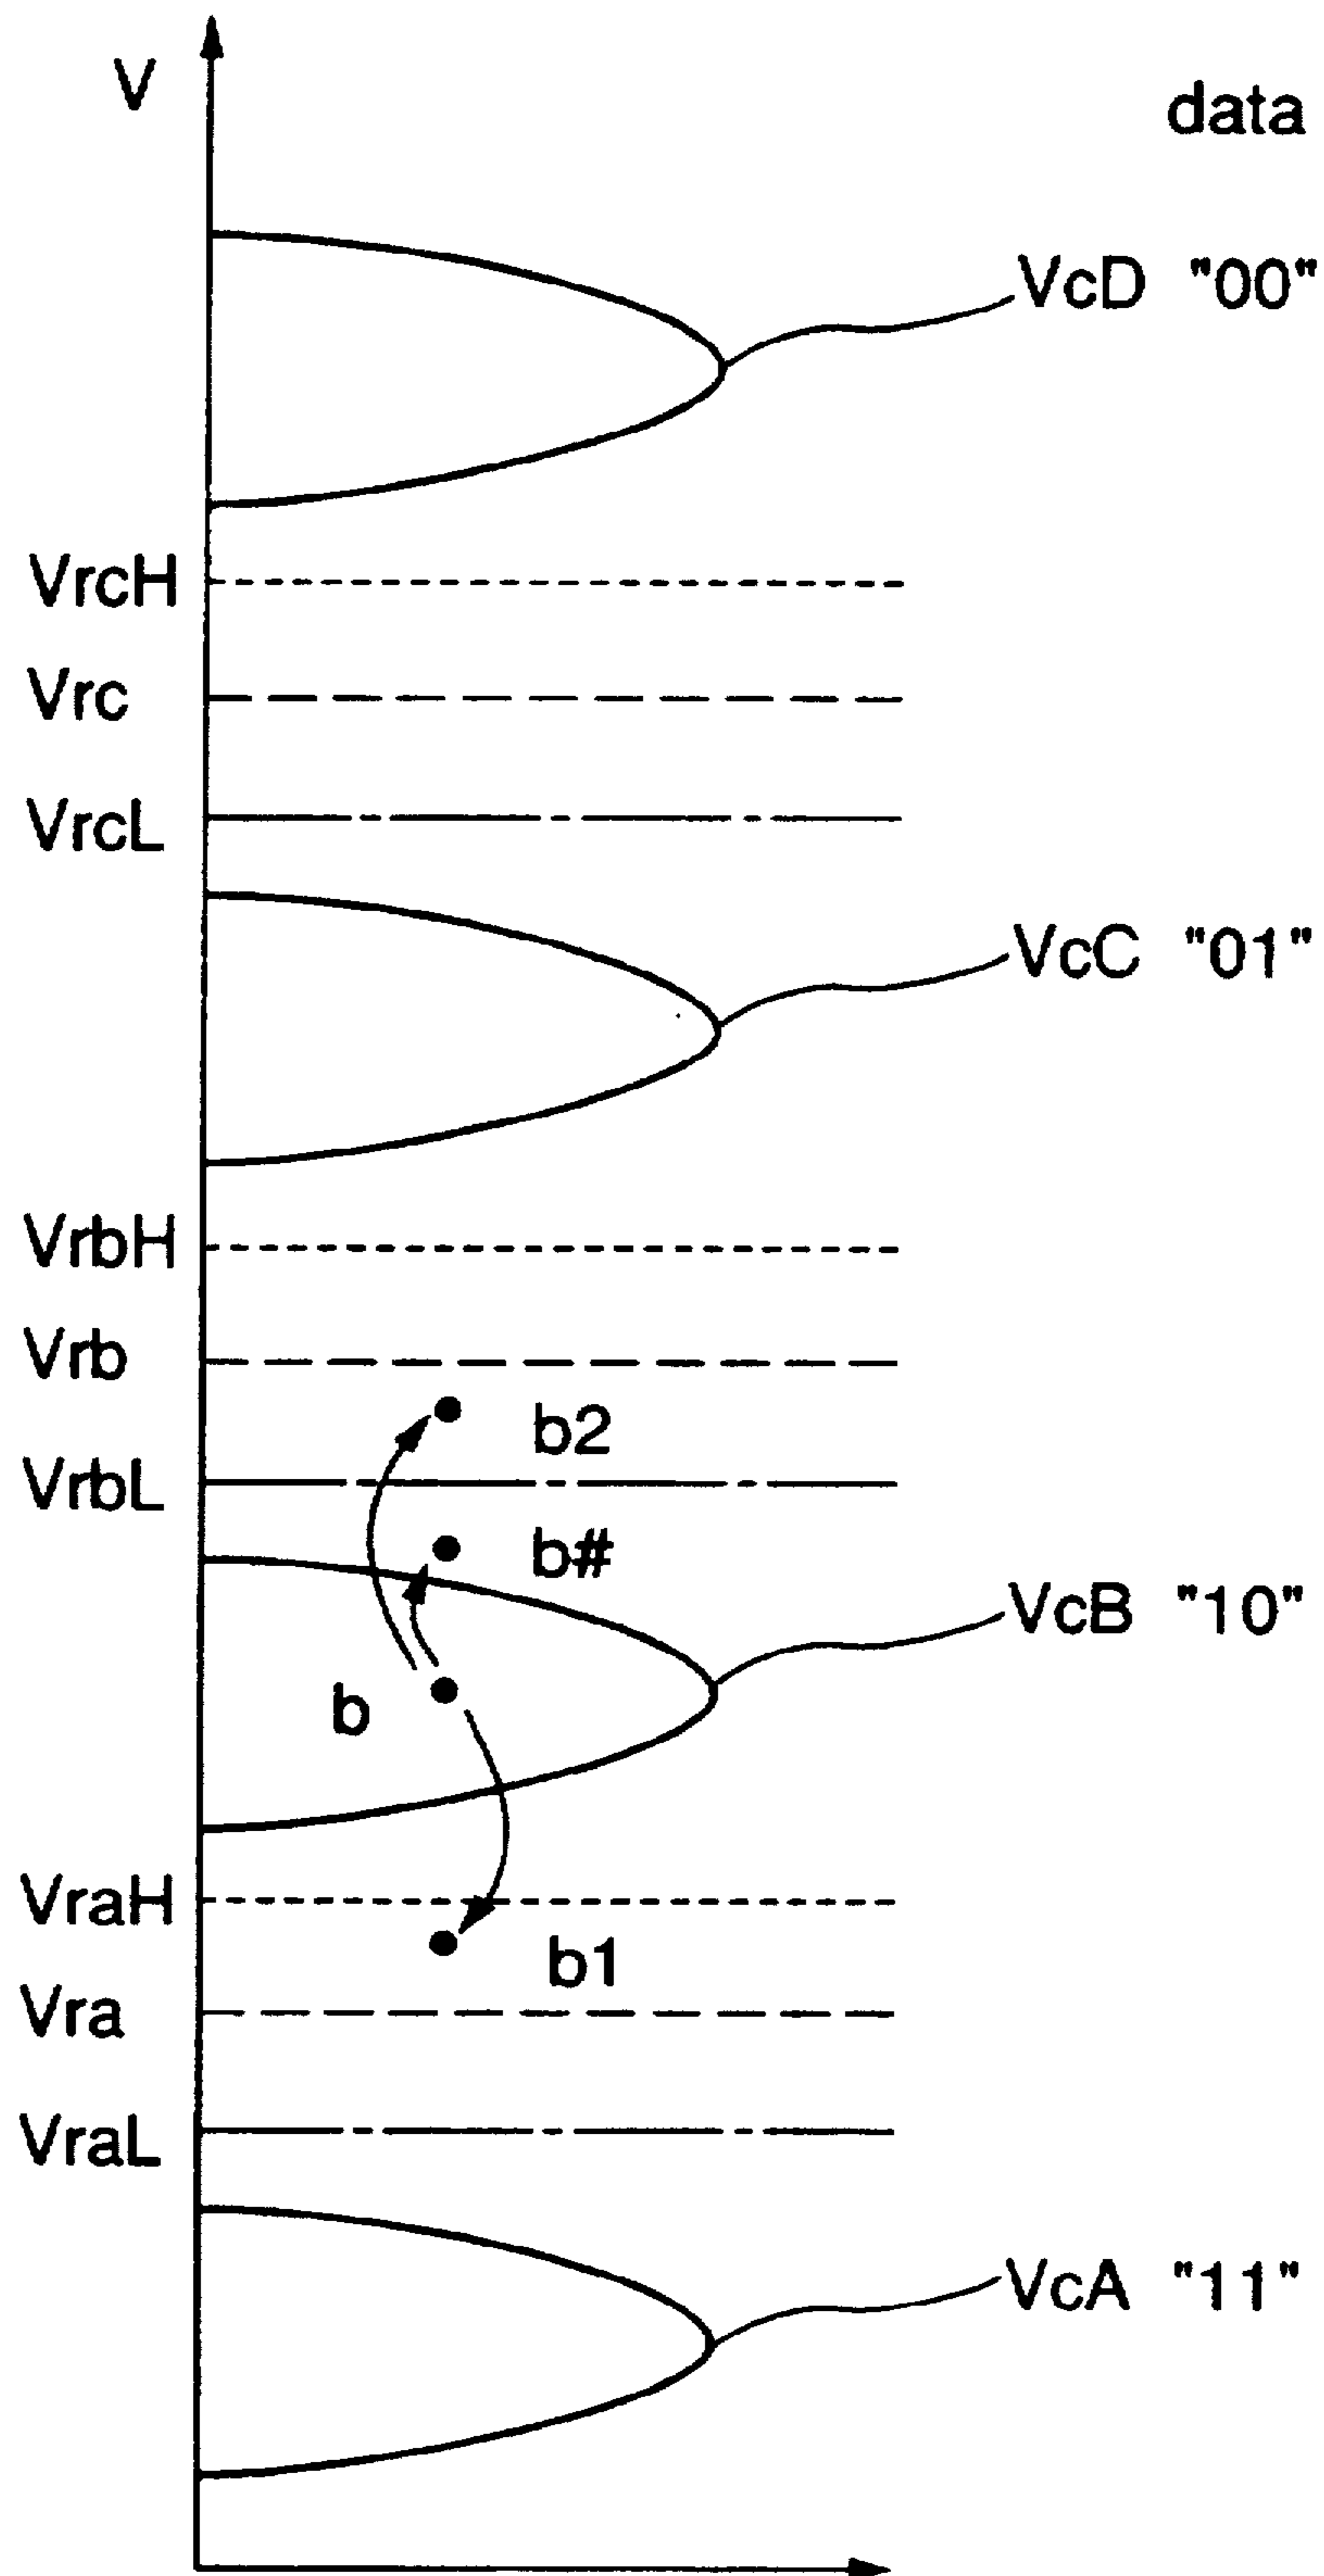 V
data
VcD "00"
VrcH
Vrc
VrcL
VcC "01"
VrbH
Vrb
b2
VrbL
b#
VcB "10"
b
VraH
b1
Vra
VraL
VcA "11"